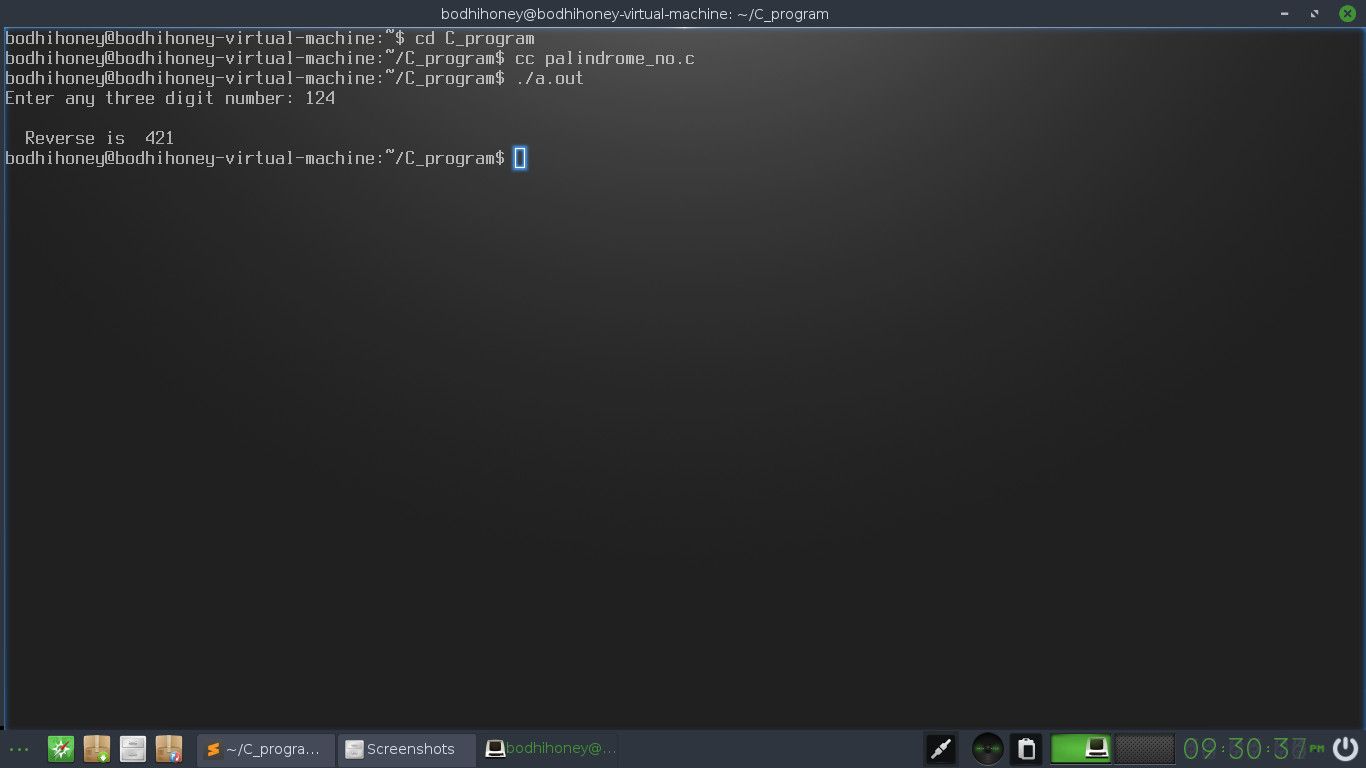 bodhihoney@bodhihoney-virtual-machine: ~/C_program
bodhihoney@bodhihoney-virtual-machine:~$ cd C_program
bodhihoney@bodhihoney-virtual-machine:~/C_program$ cc palindrome_no.c
bodhihoney@bodhihoney-virtual-machine:~/C_program$ ./a.out
Enter any three digit number: 124
Reverse is  421
bodhihoney@bodhihoney-virtual-machine:~/C_program$
~/C_progra... Screenshots bodhihoney@... 09:30:37 PM